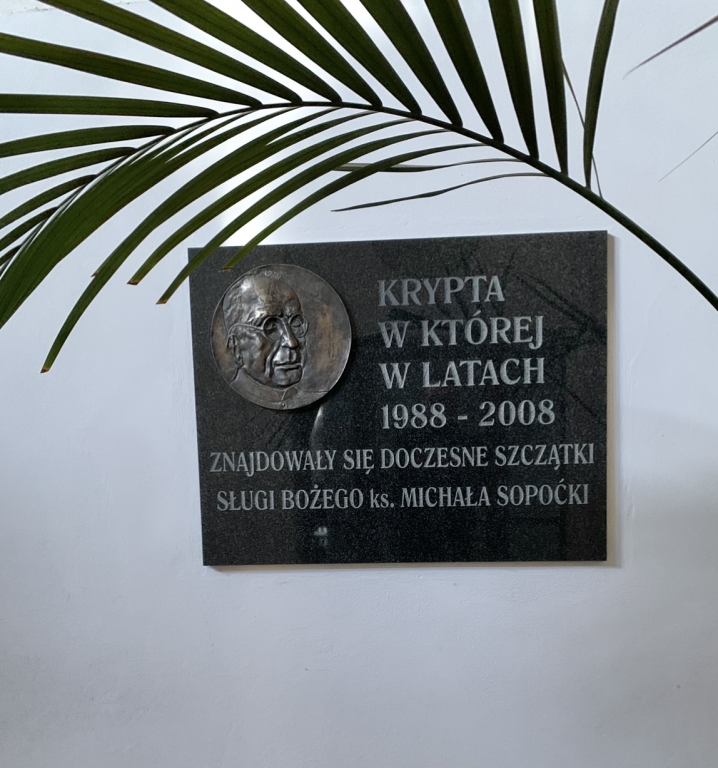 KRYPTA
W KTÓREJ
W LATACH
1988 - 2008
ZNAJDOWAŁY SIĘ DOCZESNE SZCZĄTKI
SŁUGI BOŻEGO ks. MICHAŁA SOPOĆKI